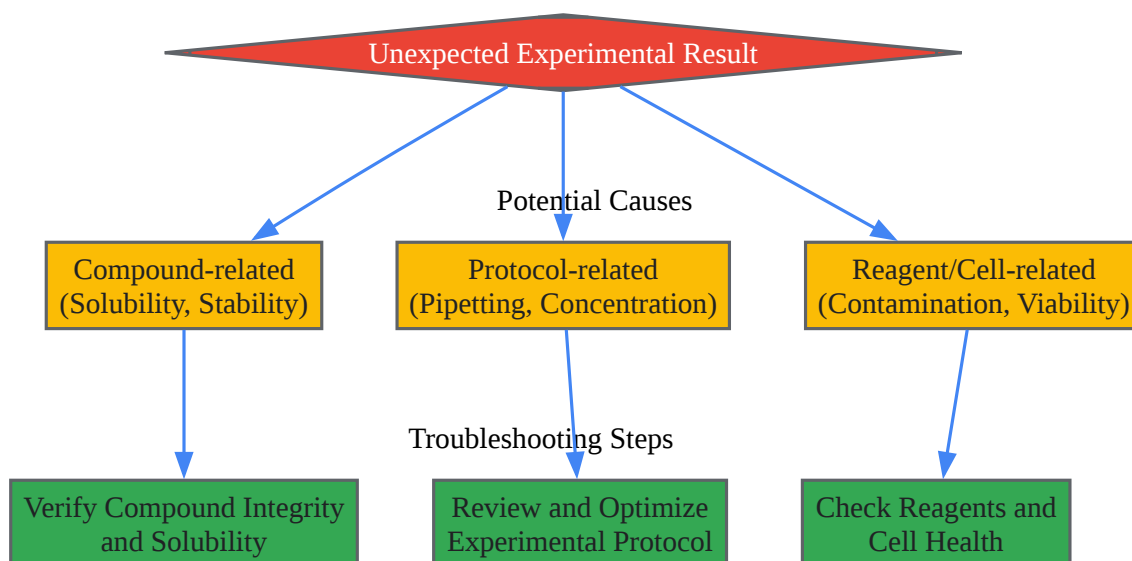 Unexpected Experimental Result
Potential Causes
Compound-related
(Solubility, Stability)
Protocol-related
(Pipetting, Concentration)
Reagent/Cell-related
(Contamination, Viability)
Troubleshooting Steps
Verify Compound Integrity
and Solubility
Review and Optimize
Experimental Protocol
Check Reagents and
Cell Health